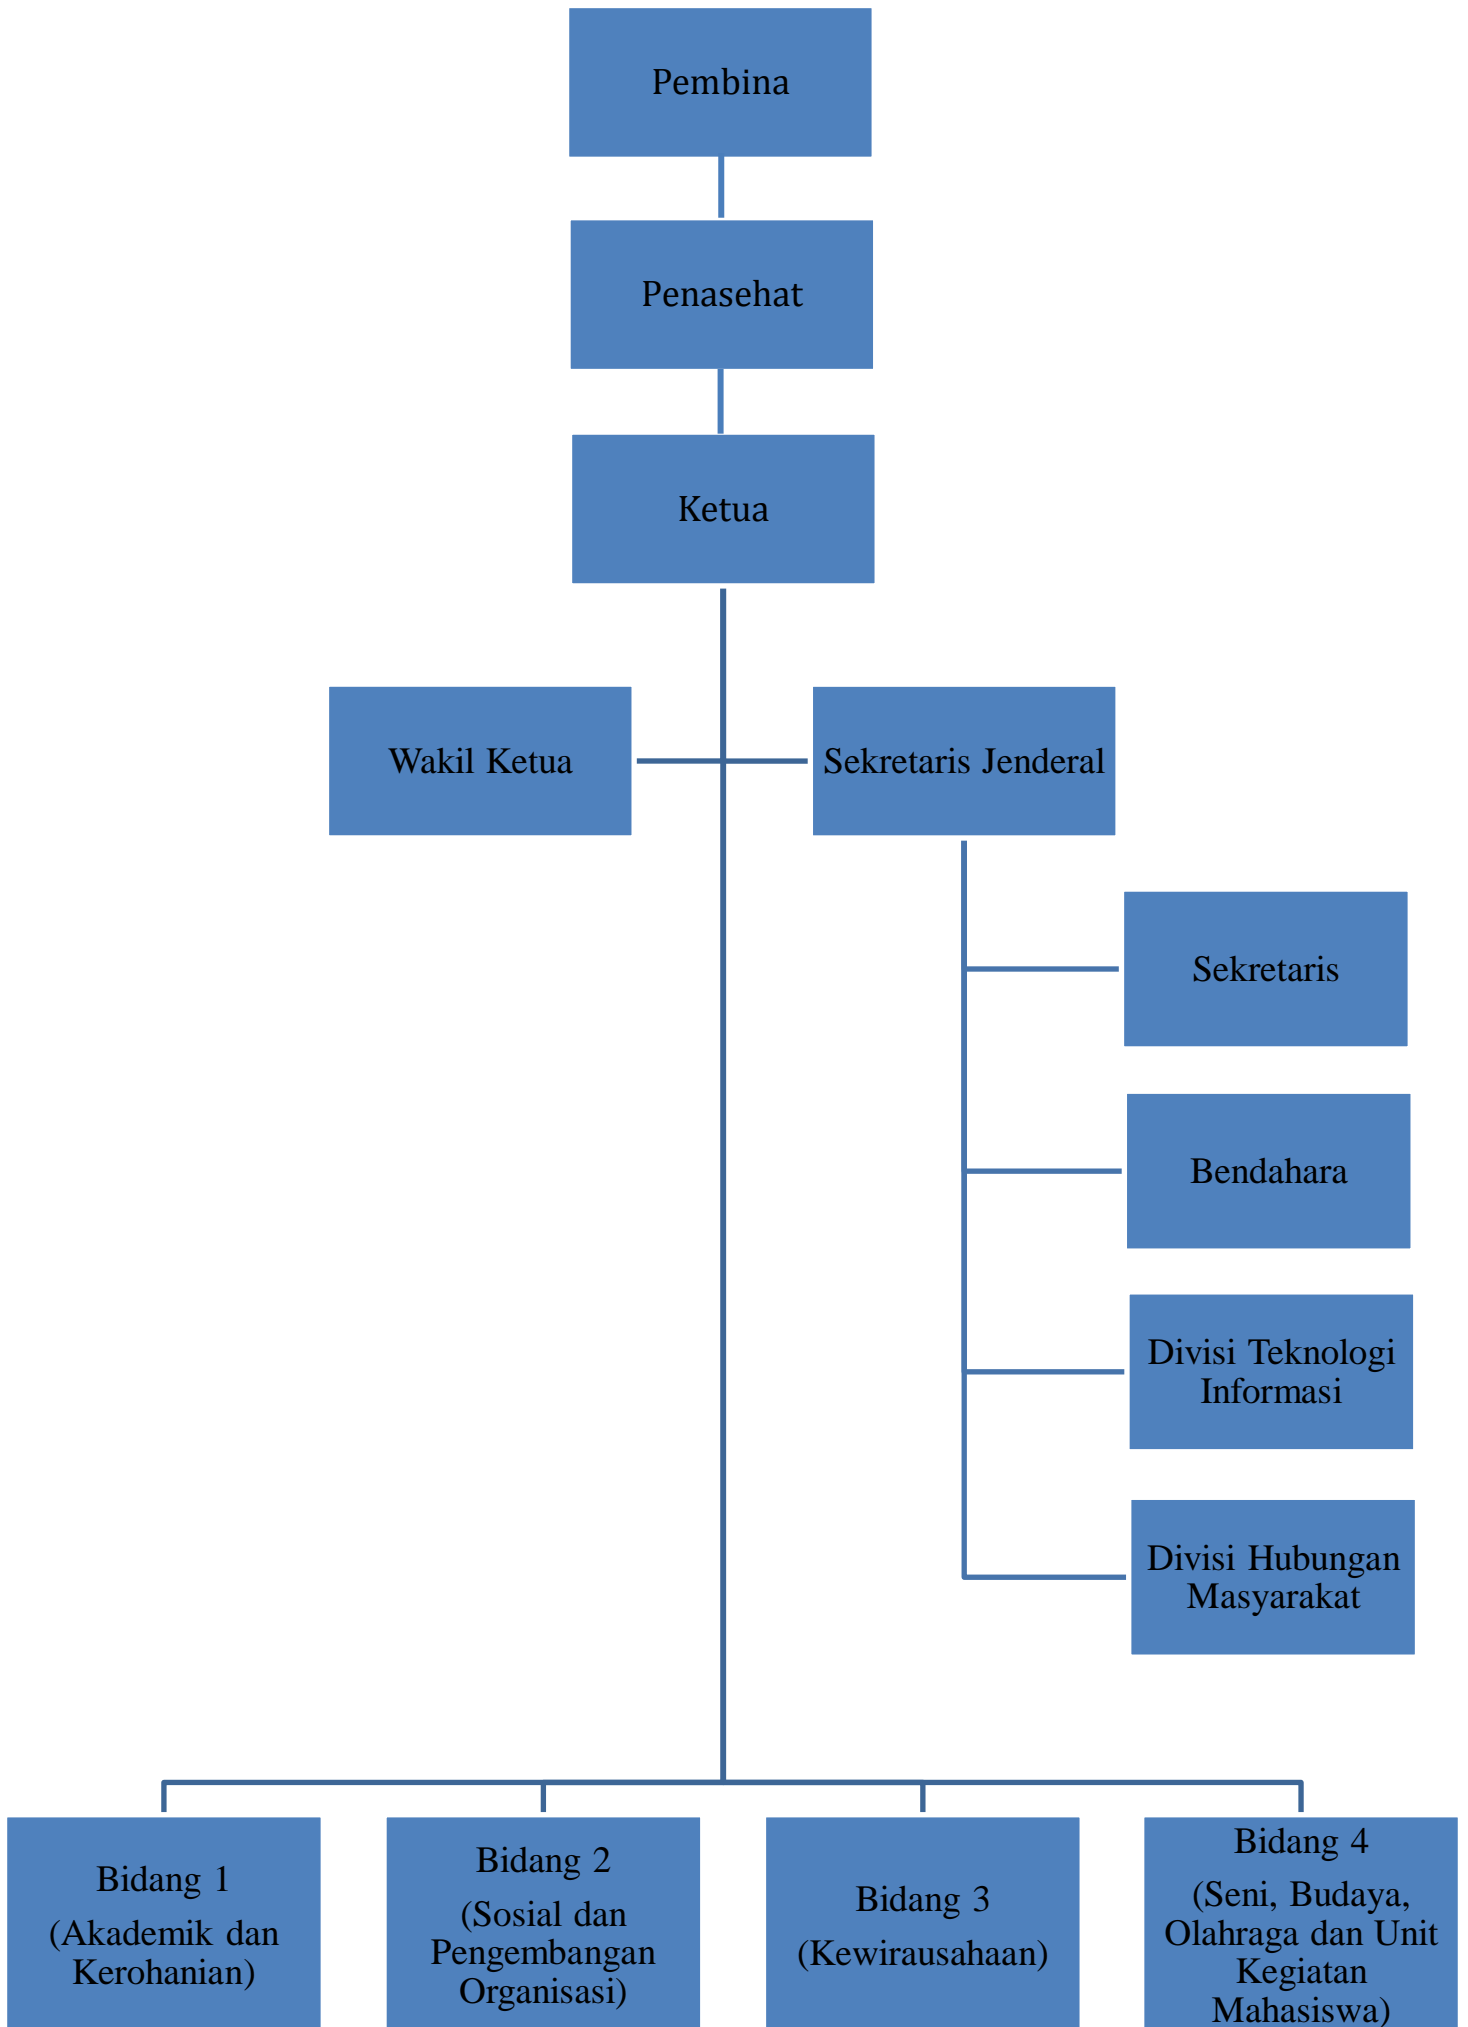 Pembina
Penasehat
Ketua
Wakil Ketua
Sekretaris Jenderal
Sekretaris
Bendahara
Divisi Teknologi
Informasi
Divisi Hubungan
Masyarakat
Bidang 1
(Akademik dan
Kerohanian)
Bidang 2
(Sosial dan
Pengembangan
Organisasi)
Bidang 3
(Kewirausahaan)
Bidang 4
(Seni, Budaya,
Olahraga dan Unit
Kegiatan
Mahasiswa)